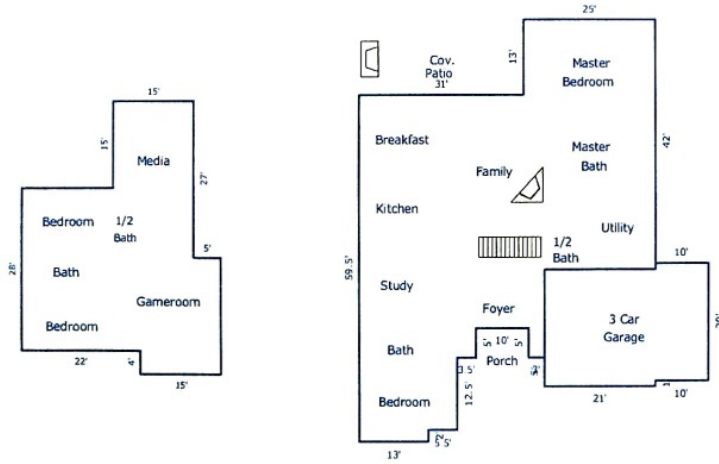 15'
15'
Media
27'
Bedroom
1/2
Bath
28'
Bath
5'
Gameroom
Bedroom
22'
4'
15'
25'
13'
Cov.
Patio
31'
Master
Bedroom
42'
Breakfast
Master
Bath
Family
Kitchen
Utility
1/2
Bath
10'
59.5'
Study
Foyer
3 Car
Garage
5' 10' 5'
Porch
Bath
3.5'
12.5'
21'
10'
Bedroom
13'